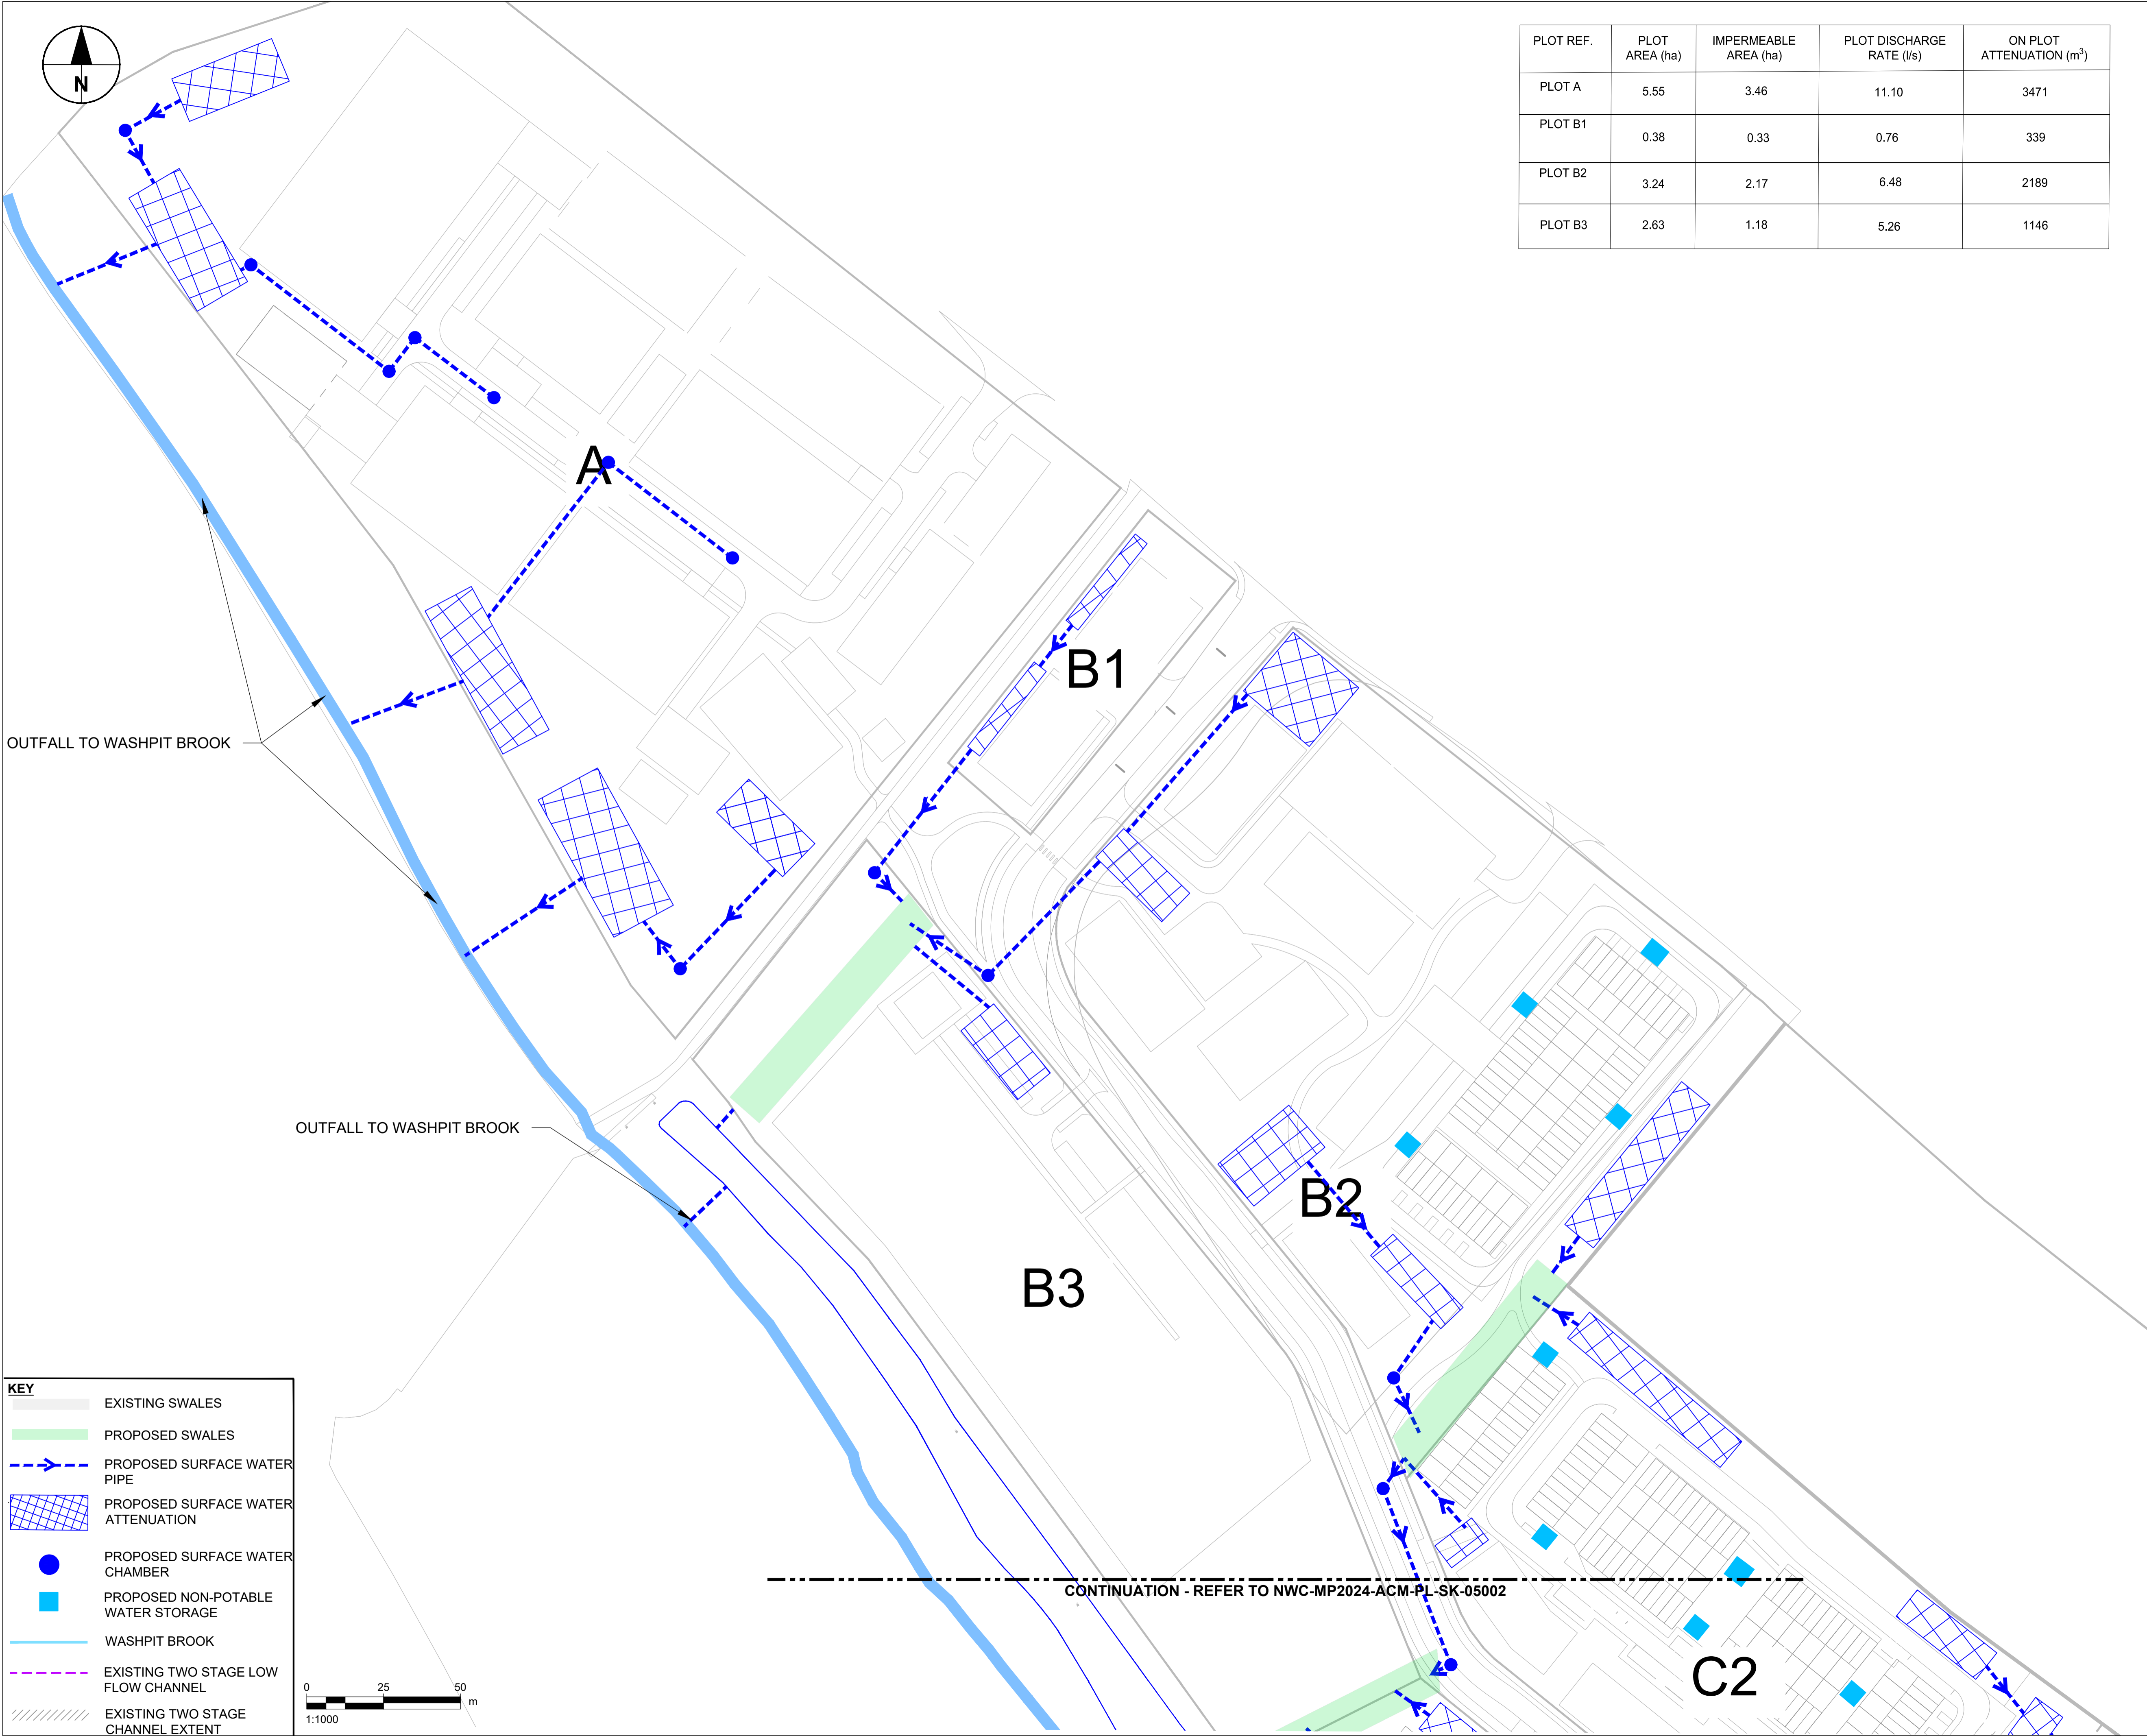 N
PLOT REF. PLOT AREA (ha) IMPERMEABLE AREA (ha) PLOT DISCHARGE RATE (l/s) ON PLOT ATTENUATION (m³)
PLOT A 5.55 3.46 11.10 3471
PLOT B1 0.38 0.33 0.76 339
PLOT B2 3.24 2.17 6.48 2189
PLOT B3 2.63 1.18 5.26 1146
A
B1
OUTFALL TO WASHPIT BROOK
OUTFALL TO WASHPIT BROOK
B2
B3
CONTINUATION - REFER TO NWC-MP2024-ACM-PL-SK-05002
C2
KEY
EXISTING SWALES
PROPOSED SWALES
PROPOSED SURFACE WATER
PIPE
PROPOSED SURFACE WATER
ATTENUATION
PROPOSED SURFACE WATER
CHAMBER
PROPOSED NON-POTABLE
WATER STORAGE
WASHPIT BROOK
EXISTING TWO STAGE LOW
FLOW CHANNEL
EXISTING TWO STAGE
CHANNEL EXTENT
0 25 50
m
1:1000